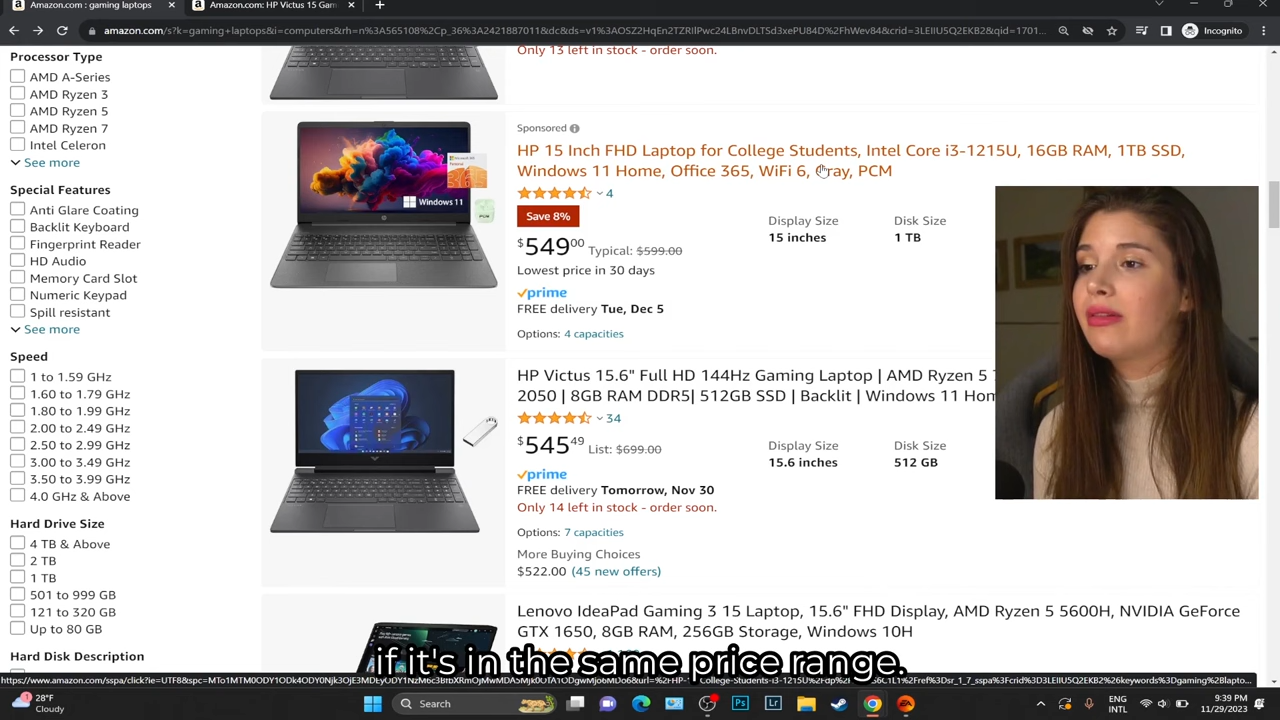 Amazon.com : gaming laptops
Amazon.com: HP Victus 15 Gam
amazon.com/s?k=gaming+laptops&i=computers&rh=n%3A565108%2Cp_36%3A2421887011&dc&ds=v1%3AOSZ2HqEn2TZRIlPwc24LBnvDLTSd3xePU84D%2FhWev84&crid=3LEIIU5Q2EKB2&qid=1701...
Incognito
Processor Type
AMD A-Series
AMD Ryzen 3
AMD Ryzen 5
AMD Ryzen 7
Intel Celeron
See more
Special Features
Anti Glare Coating
Backlit Keyboard
Fingerprint Reader
HD Audio
Memory Card Slot
Numeric Keypad
Spill resistant
See more
Speed
1 to 1.59 GHz
1.60 to 1.79 GHz
1.80 to 1.99 GHz
2.00 to 2.49 GHz
2.50 to 2.99 GHz
3.00 to 3.49 GHz
3.50 to 3.99 GHz
4.0 GHz & Above
Hard Drive Size
4 TB & Above
2 TB
1 TB
501 to 999 GB
121 to 320 GB
Up to 80 GB
Hard Disk Description
Only 13 left in stock - order soon.
Sponsored
HP 15 Inch FHD Laptop for College Students, Intel Core i3-1215U, 16GB RAM, 1TB SSD,
Windows 11 Home, Office 365, WiFi 6, Gray, PCM
4
Save 8%
$549.00 Typical: $599.00
Lowest price in 30 days
prime
FREE delivery Tue, Dec 5
Options: 4 capacities
Display Size
15 inches
Disk Size
1 TB
Windows 11
PCM
HP Victus 15.6" Full HD 144Hz Gaming Laptop | AMD Ryzen 5
2050 | 8GB RAM DDR5| 512GB SSD | Backlit | Windows 11 Hom
34
$545.49 List: $699.00
prime
FREE delivery Tomorrow, Nov 30
Only 14 left in stock - order soon.
Options: 7 capacities
More Buying Choices
$522.00 (45 new offers)
Display Size
15.6 inches
Disk Size
512 GB
Lenovo IdeaPad Gaming 3 15 Laptop, 15.6" FHD Display, AMD Ryzen 5 5600H, NVIDIA GeForce
GTX 1650, 8GB RAM, 256GB Storage, Windows 10H
if it's in the same price range.
28°F
Cloudy
Search
Ps
Lr
EA
ENG
INTL
9:39 PM
11/29/2023